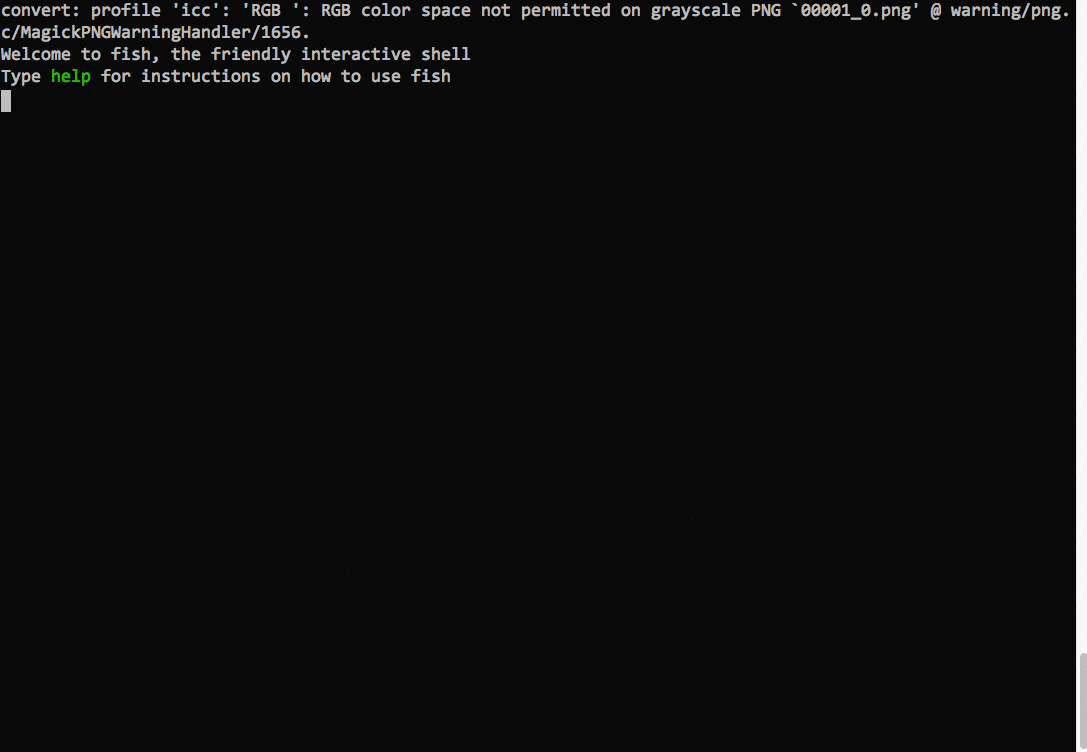 convert: profile 'icc': 'RGB ': RGB color space not permitted on grayscale PNG `00001_0.png' @ warning/png.
c/MagickPNGWarningHandler/1656.
Welcome to fish, the friendly interactive shell
Type help for instructions on how to use fish